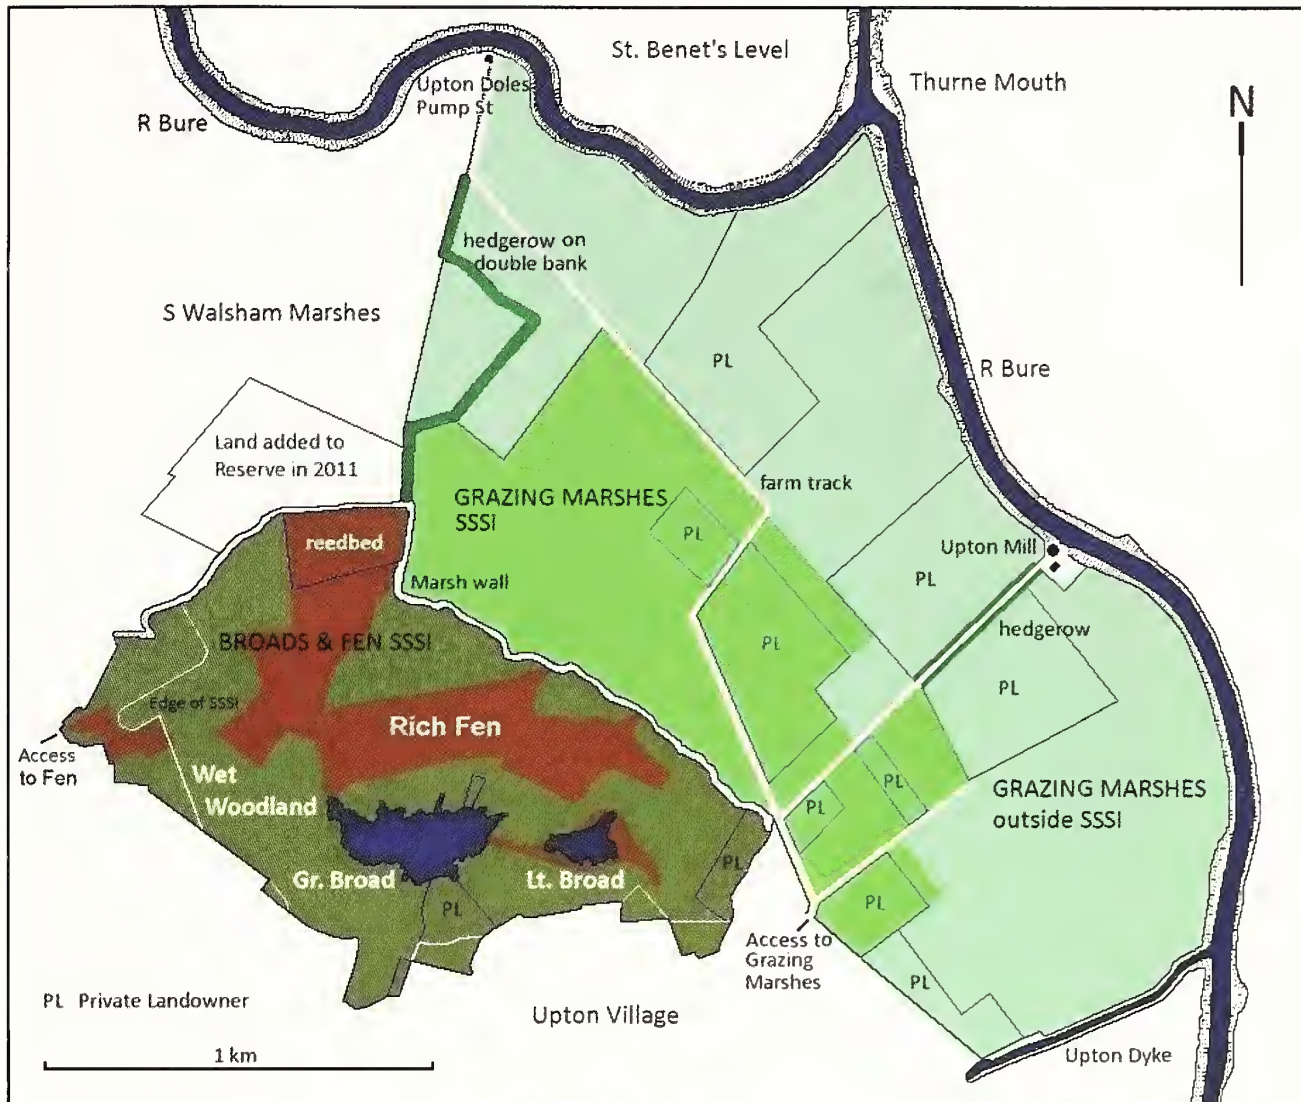 St. Benet's Level
Thurne Mouth
Upton Doles
Pump St
R Bure
N
hedgerow on
double bank
S Walsham Marshes
PL
R Bure
Land added to
Reserve in 2011
farm track
GRAZING MARSHES
SSSI
PL
reedbed
Upton Mill
Marsh wall
PL
hedgerow
BROADS & FEN SSSI
PL
PL
Edge of SSSI
Rich Fen
Access
to Fen
Wet
Woodland
PL
PL
GRAZING MARSHES
outside SSSI
Gr. Broad
Lt. Broad
PL
PL
PL
Access to
Grazing
Marshes
PL
PL Private Landowner
Upton Village
1 km
Upton Dyke